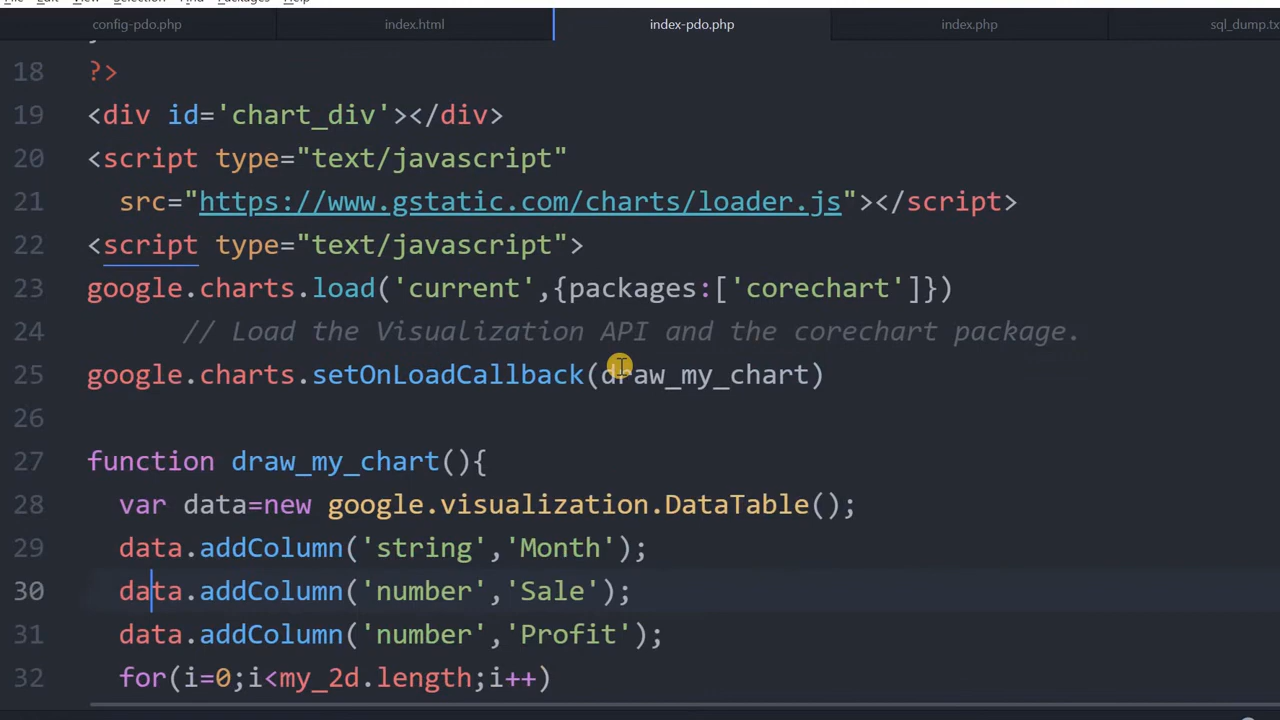 config-pdo.php index.html index-pdo.php index.php sql_dump.tx
18 ?>
19 <div id='chart_div'></div>
20 <script type="text/javascript"
21 src="https://www.gstatic.com/charts/loader.js"></script>
22 <script type="text/javascript">
23 google.charts.load('current',{packages:['corechart']})
24 // Load the Visualization API and the corechart package.
25 google.charts.setOnLoadCallback(draw_my_chart)
26
27 function draw_my_chart(){
28 var data=new google.visualization.DataTable();
29 data.addColumn('string','Month');
30 data.addColumn('number','Sale');
31 data.addColumn('number','Profit');
32 for(i=0;i<my_2d.length;i++)